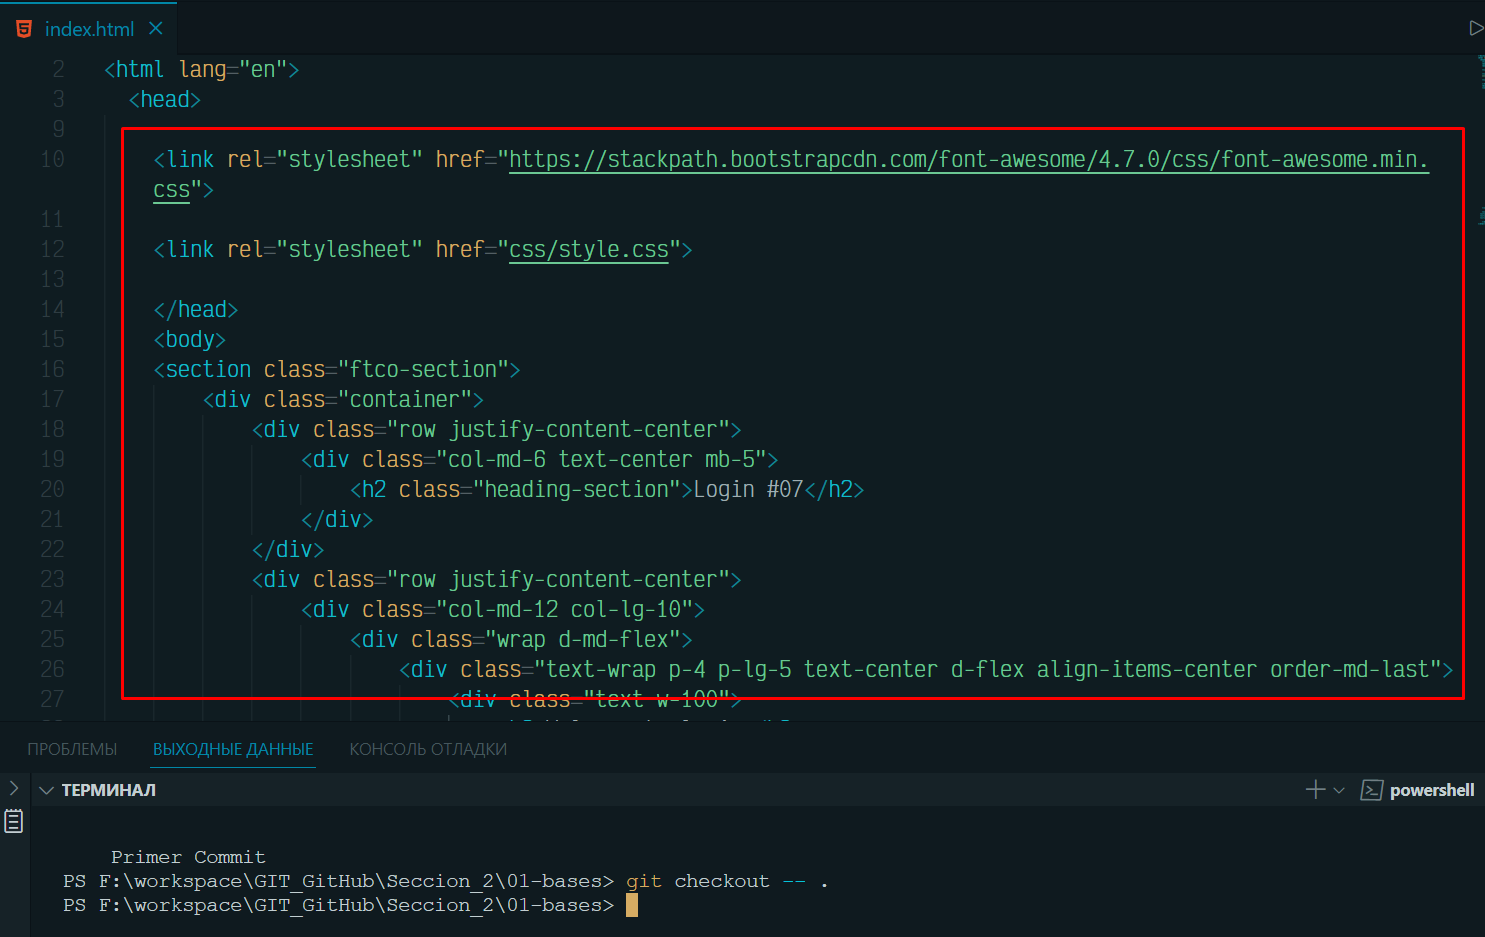 index.html
2 <html lang="en">
3 <head>
9
10 <link rel="stylesheet" href="https://stackpath.bootstrapcdn.com/font-awesome/4.7.0/css/font-awesome.min.
css">
11
12 <link rel="stylesheet" href="css/style.css">
13
14 </head>
15 <body>
16 <section class="ftco-section">
17 <div class="container">
18 <div class="row justify-content-center">
19 <div class="col-md-6 text-center mb-5">
20 <h2 class="heading-section">Login #07</h2>
21 </div>
22 </div>
23 <div class="row justify-content-center">
24 <div class="col-md-12 col-lg-10">
25 <div class="wrap d-md-flex">
26 <div class="text-wrap p-4 p-lg-5 text-center d-flex align-items-center order-md-last">
27 <div class="text w-100">
ПРОБЛЕМЫ ВЫХОДНЫЕ ДАННЫЕ КОНСОЛЬ ОТЛАДКИ
ТЕРМИНАЛ powershell
Primer Commit
PS F:\workspace\GIT_GitHub\Seccion_2\01-bases> git checkout -- .
PS F:\workspace\GIT_GitHub\Seccion_2\01-bases>